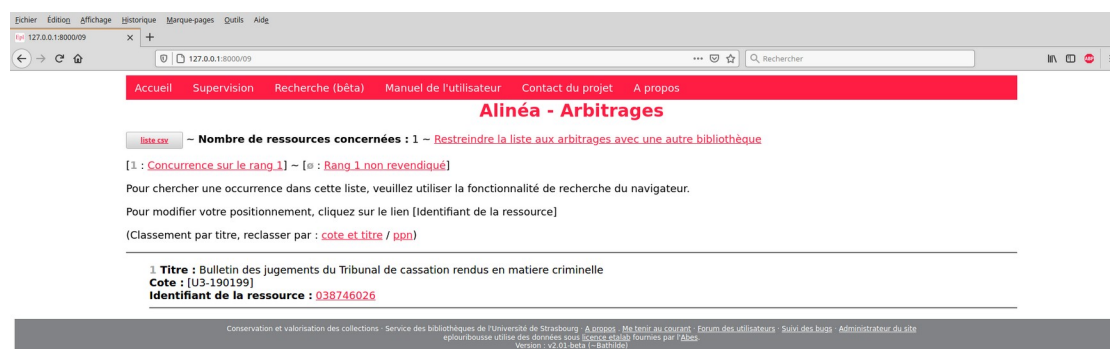 Fichier Édition Affichage Historique Marque-pages Outils Aide
Epl 127.0.0.1:8000/09 × +
127.0.0.1:8000/09 Rechercher ABP
Accueil Supervision Recherche (bêta) Manuel de l'utilisateur Contact du projet A propos
Alinéa - Arbitrages
liste csv ~ Nombre de ressources concernées : 1 ~ Restreindre la liste aux arbitrages avec une autre bibliothèque
[1 : Concurrence sur le rang 1] ~ [ø : Rang 1 non revendiqué]
Pour chercher une occurrence dans cette liste, veuillez utiliser la fonctionnalité de recherche du navigateur.
Pour modifier votre positionnement, cliquez sur le lien [Identifiant de la ressource]
(Classement par titre, reclasser par : cote et titre / ppn)
1 Titre : Bulletin des jugements du Tribunal de cassation rendus en matiere criminelle
Cote : [U3-190199]
Identifiant de la ressource : 038746026
Conservation et valorisation des collections · Service des bibliothèques de l'Université de Strasbourg · A propos · Me tenir au courant · Forum des utilisateurs · Suivi des bugs · Administrateur du site
eplouribousse utilise des données sous licence etalab fournies par l'Abes.
Version : v2.01-beta (~Bathilde)